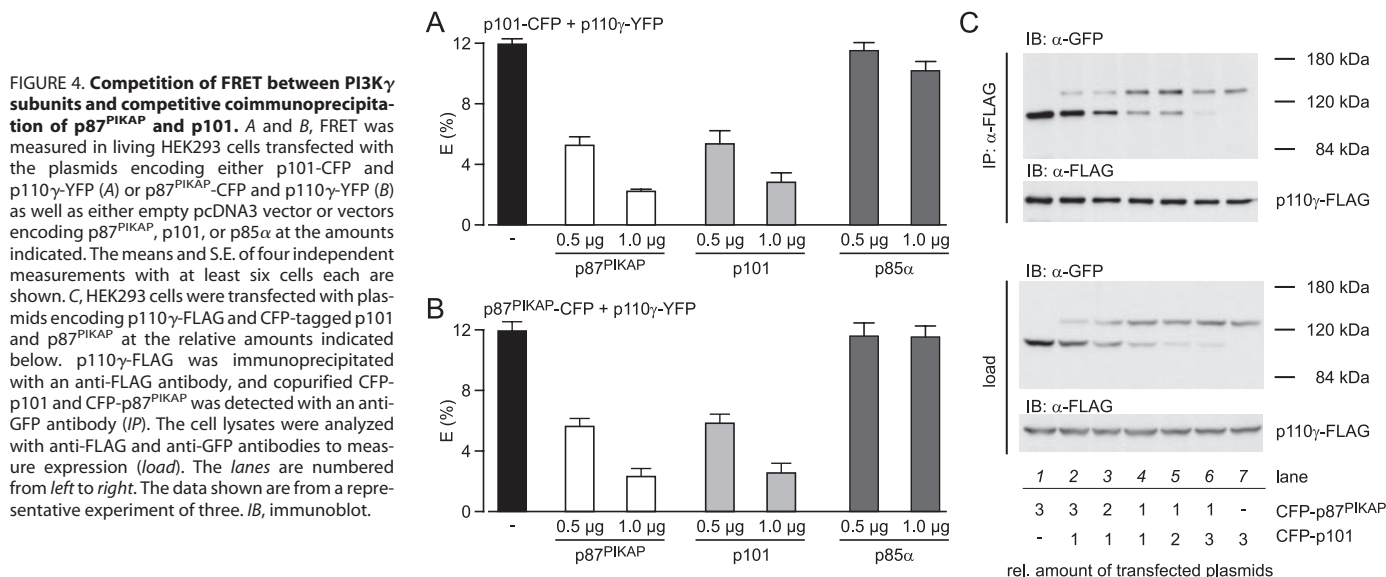 FIGURE 4. Competition of FRET between PI3Kγ
subunits and competitive coimmunoprecipita-
tion of p87PIKAP and p101. A and B, FRET was
measured in living HEK293 cells transfected with
the plasmids encoding either p101-CFP and
p110γ-YFP (A) or p87PIKAP-CFP and p110γ-YFP (B)
as well as either empty pcDNA3 vector or vectors
encoding p87PIKAP, p101, or p85α at the amounts
indicated. The means and S.E. of four independent
measurements with at least six cells each are
shown. C, HEK293 cells were transfected with plas-
mids encoding p110γ-FLAG and CFP-tagged p101
and p87PIKAP at the relative amounts indicated
below. p110γ-FLAG was immunoprecipitated
with an anti-FLAG antibody, and copurified CFP-
p101 and CFP-p87PIKAP was detected with an anti-
GFP antibody (IP). The cell lysates were analyzed
with anti-FLAG and anti-GFP antibodies to meas-
ure expression (load). The lanes are numbered
from left to right. The data shown are from a repre-
sentative experiment of three. IB, immunoblot.
A
p101-CFP + p110γ-YFP
E (%)
12
8
4
0
-
0.5 µg 1.0 µg 0.5 µg 1.0 µg 0.5 µg 1.0 µg
p87PIKAP p101 p85α
B
p87PIKAP-CFP + p110γ-YFP
E (%)
12
8
4
0
-
0.5 µg 1.0 µg 0.5 µg 1.0 µg 0.5 µg 1.0 µg
p87PIKAP p101 p85α
C
IP: α-FLAG
IB: α-GFP
180 kDa
120 kDa
84 kDa
IB: α-FLAG
p110γ-FLAG
load
IB: α-GFP
180 kDa
120 kDa
84 kDa
IB: α-FLAG
p110γ-FLAG
1 2 3 4 5 6 7 lane
3 3 2 1 1 1 - CFP-p87PIKAP
- 1 1 1 2 3 3 CFP-p101
rel. amount of transfected plasmids